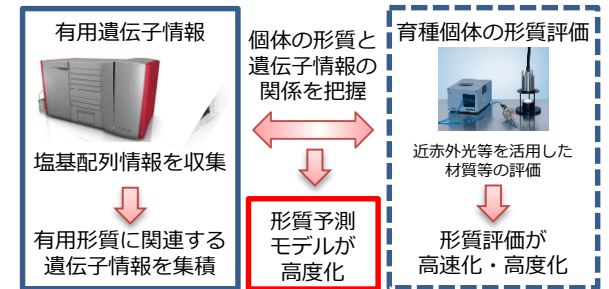 有用遺伝子情報
塩基配列情報を収集
有用形質に関連する
遺伝子情報を集積
個体の形質と
遺伝子情報の
関係を把握
形質予測
モデルが
高度化
育種個体の形質評価
近赤外光等を活用した
材質等の評価
形質評価が
高速化・高度化